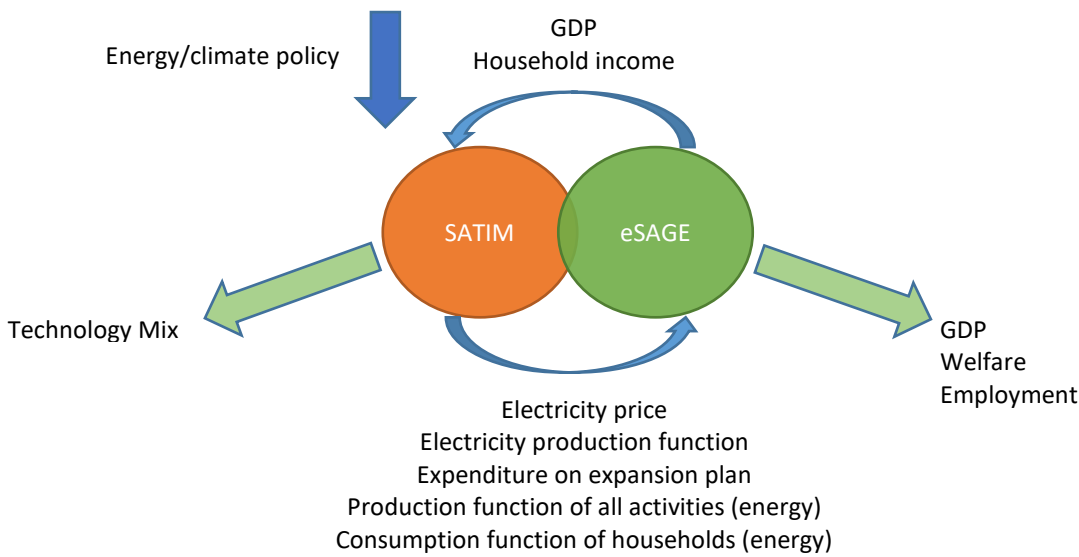 GDP
Household income
Energy/climate policy
SATIM
eSAGE
Technology Mix
GDP
Welfare
Employment
Electricity price
Electricity production function
Expenditure on expansion plan
Production function of all activities (energy)
Consumption function of households (energy)